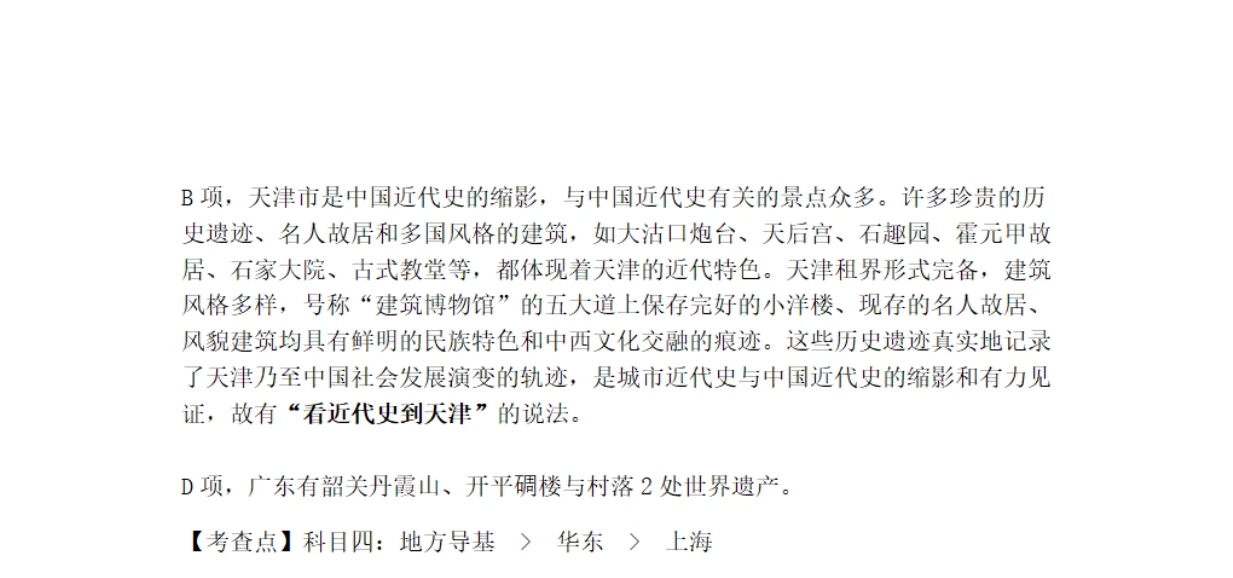 B 项，天津市是中国近代史的缩影，与中国近代史有关的景点众多。许多珍贵的历
史遗迹、名人故居和多国风格的建筑，如大沽口炮台、天后宫、石趣园、霍元甲故
居、石家大院、古式教堂等，都体现着天津的近代特色。天津租界形式完备，建筑
风格多样，号称“建筑博物馆”的五大道上保存完好的小洋楼、现存的名人故居、
风貌建筑均具有鲜明的民族特色和中西文化交融的痕迹。这些历史遗迹真实地记录
了天津乃至中国社会发展演变的轨迹，是城市近代史与中国近代史的缩影和有力见
证，故有“看近代史到天津”的说法。
D 项，广东有韶关丹霞山、开平碉楼与村落 2 处世界遗产。
【考查点】科目四：地方导基 > 华东 > 上海